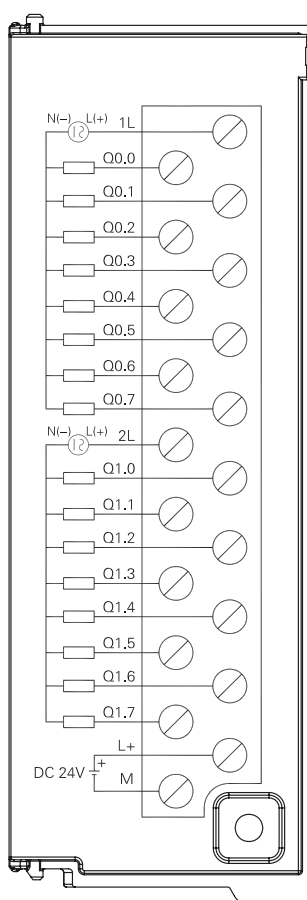 N(−) L(+) 1L
Q0.0
Q0.1
Q0.2
Q0.3
Q0.4
Q0.5
Q0.6
Q0.7
N(−) L(+) 2L
Q1.0
Q1.1
Q1.2
Q1.3
Q1.4
Q1.5
Q1.6
Q1.7
L+
+
DC 24V
M